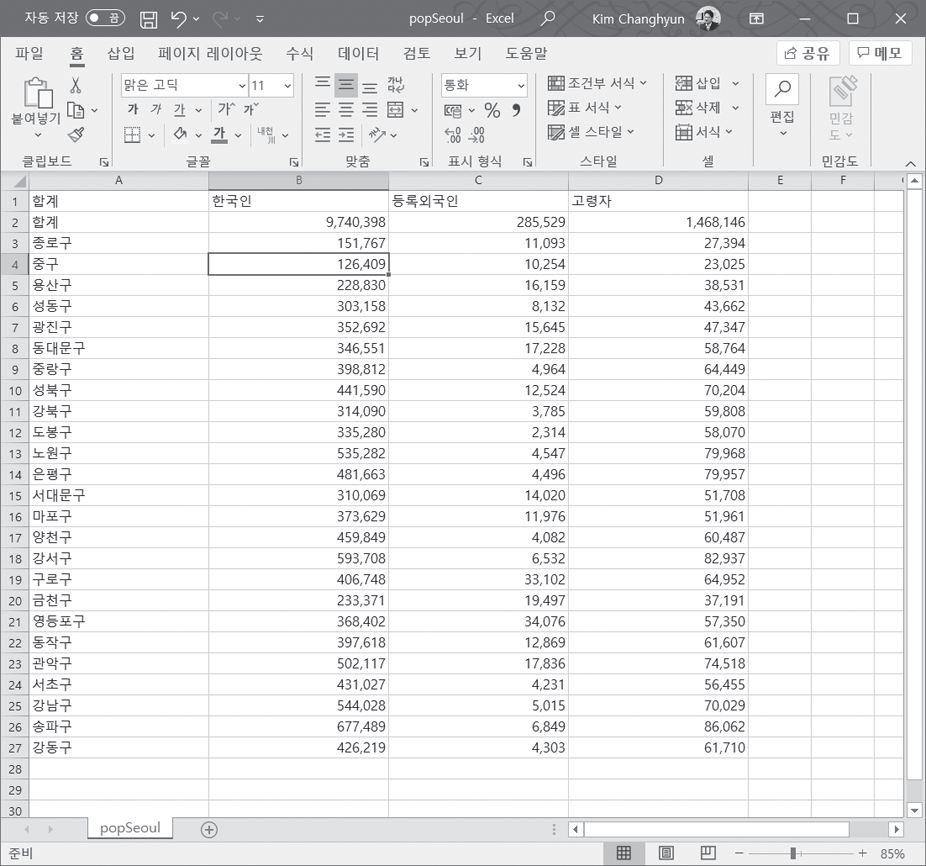 자동 저장 끔 popSeoul - Excel Kim Changhyun
파일 홈 삽입 페이지 레이아웃 수식 데이터 검토 보기 도움말 공유 메모
붙여넣기 맑은 고딕 11 가 가 가 가 가 가 내천 가나다 통화 % 조건부 서식 표 서식 셀 스타일 삽입 삭제 서식 편집 민감도
클립보드 글꼴 맞춤 표시 형식 스타일 셀 민감도
A B C D E F
1 합계 한국인 등록외국인 고령자
2 합계 9,740,398 285,529 1,468,146
3 종로구 151,767 11,093 27,394
4 중구 126,409 10,254 23,025
5 용산구 228,830 16,159 38,531
6 성동구 303,158 8,132 43,662
7 광진구 352,692 15,645 47,347
8 동대문구 346,551 17,228 58,764
9 중랑구 398,812 4,964 64,449
10 성북구 441,590 12,524 70,204
11 강북구 314,090 3,785 59,808
12 도봉구 335,280 2,314 58,070
13 노원구 535,282 4,547 79,968
14 은평구 481,663 4,496 79,957
15 서대문구 310,069 14,020 51,708
16 마포구 373,629 11,976 51,961
17 양천구 459,849 4,082 60,487
18 강서구 593,708 6,532 82,937
19 구로구 406,748 33,102 64,952
20 금천구 233,371 19,497 37,191
21 영등포구 368,402 34,076 57,350
22 동작구 397,618 12,869 61,607
23 관악구 502,117 17,836 74,518
24 서초구 431,027 4,231 56,455
25 강남구 544,028 5,015 70,029
26 송파구 677,489 6,849 86,062
27 강동구 426,219 4,303 61,710
28
29
30
popSeoul
준비 85%